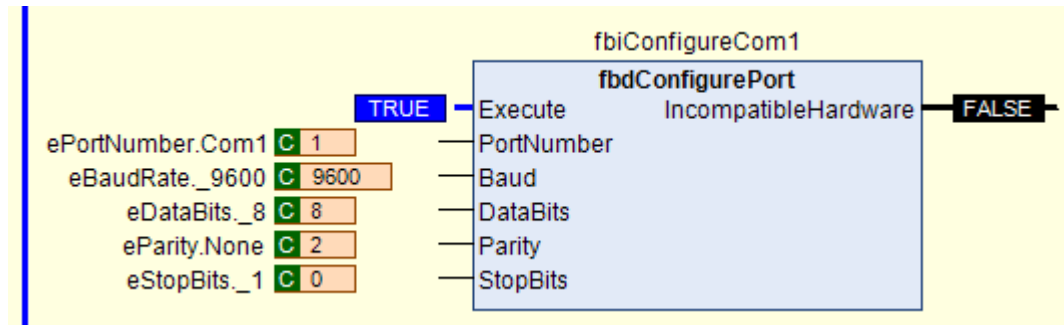 fbiConfigureCom1
fbdConfigurePort
TRUE Execute IncompatibleHardware FALSE
ePortNumber.Com1 C 1 PortNumber
eBaudRate._9600 C 9600 Baud
eDataBits._8 C 8 DataBits
eParity.None C 2 Parity
eStopBits._1 C 0 StopBits